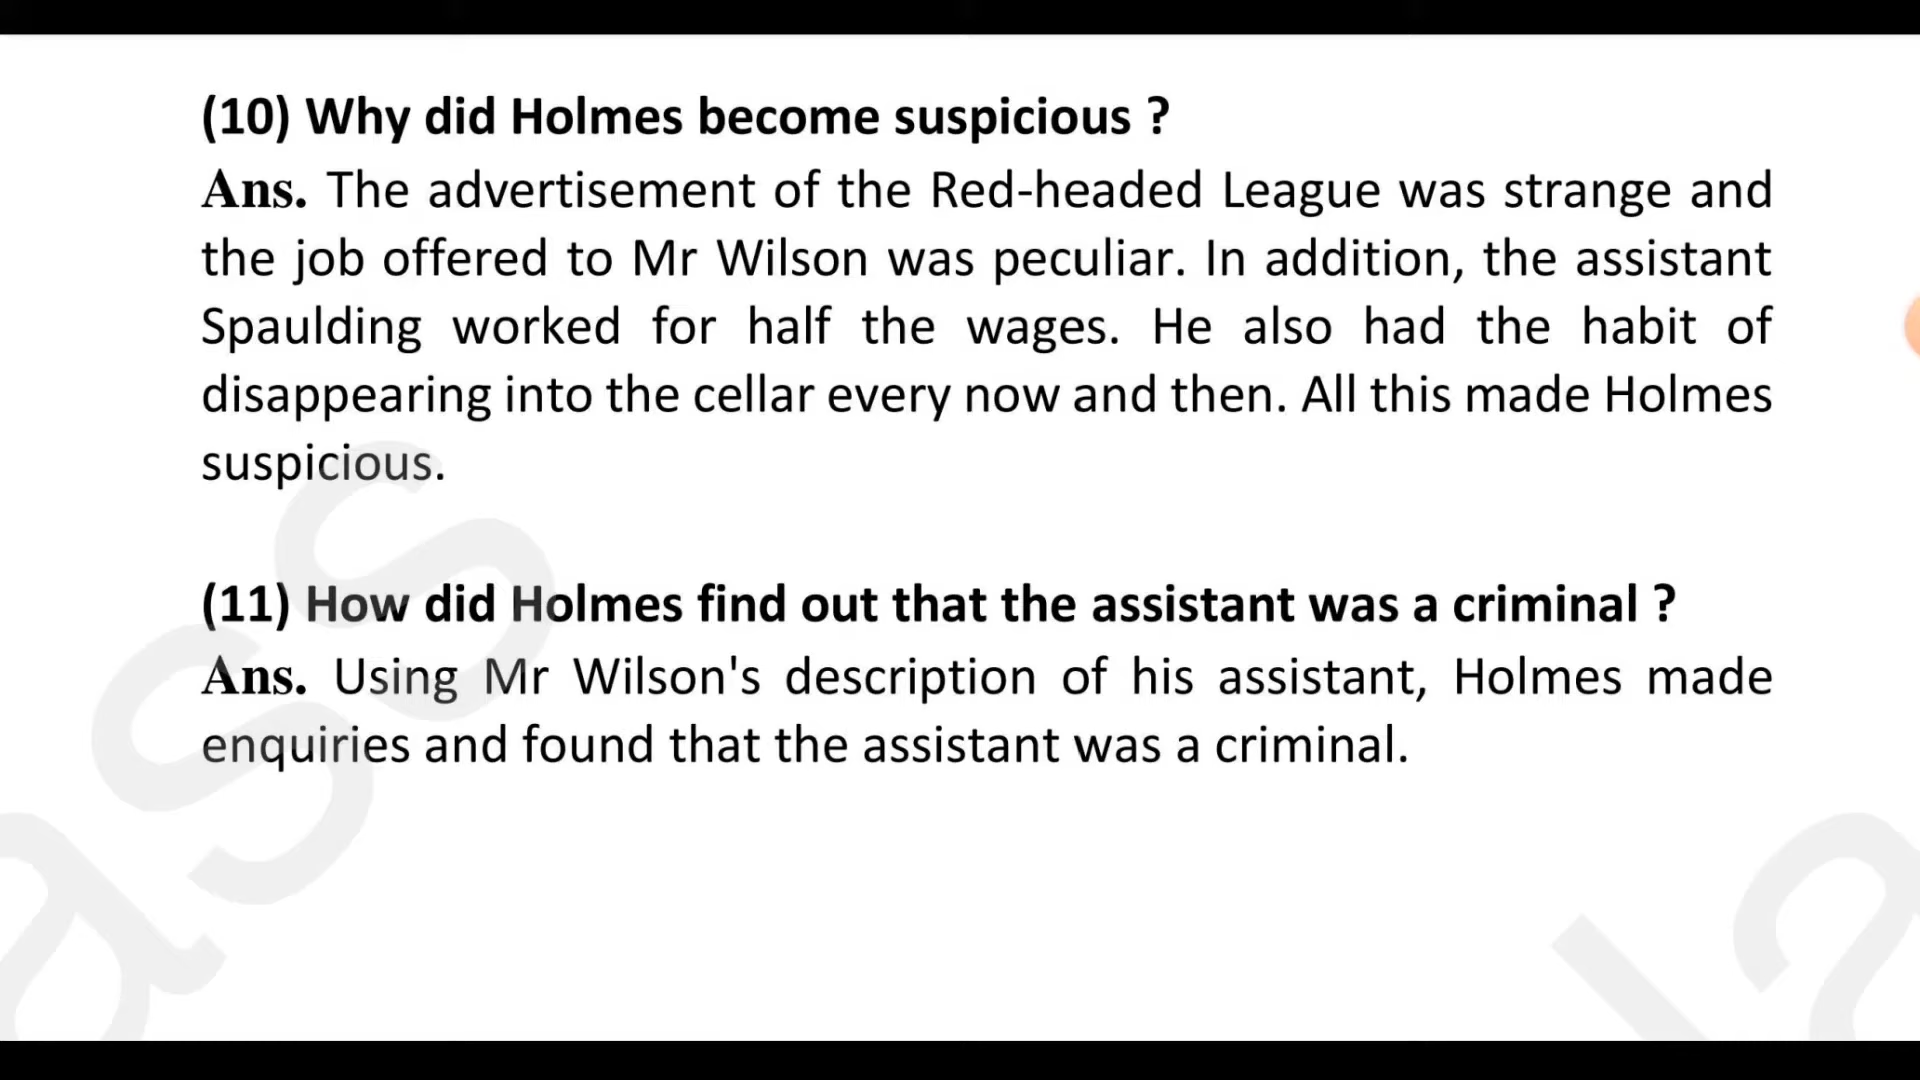 (10) Why did Holmes become suspicious ?
Ans. The advertisement of the Red-headed League was strange and
the job offered to Mr Wilson was peculiar. In addition, the assistant
Spaulding worked for half the wages. He also had the habit of
disappearing into the cellar every now and then. All this made Holmes
suspicious.
(11) How did Holmes find out that the assistant was a criminal ?
Ans. Using Mr Wilson's description of his assistant, Holmes made
enquiries and found that the assistant was a criminal.
ass
la